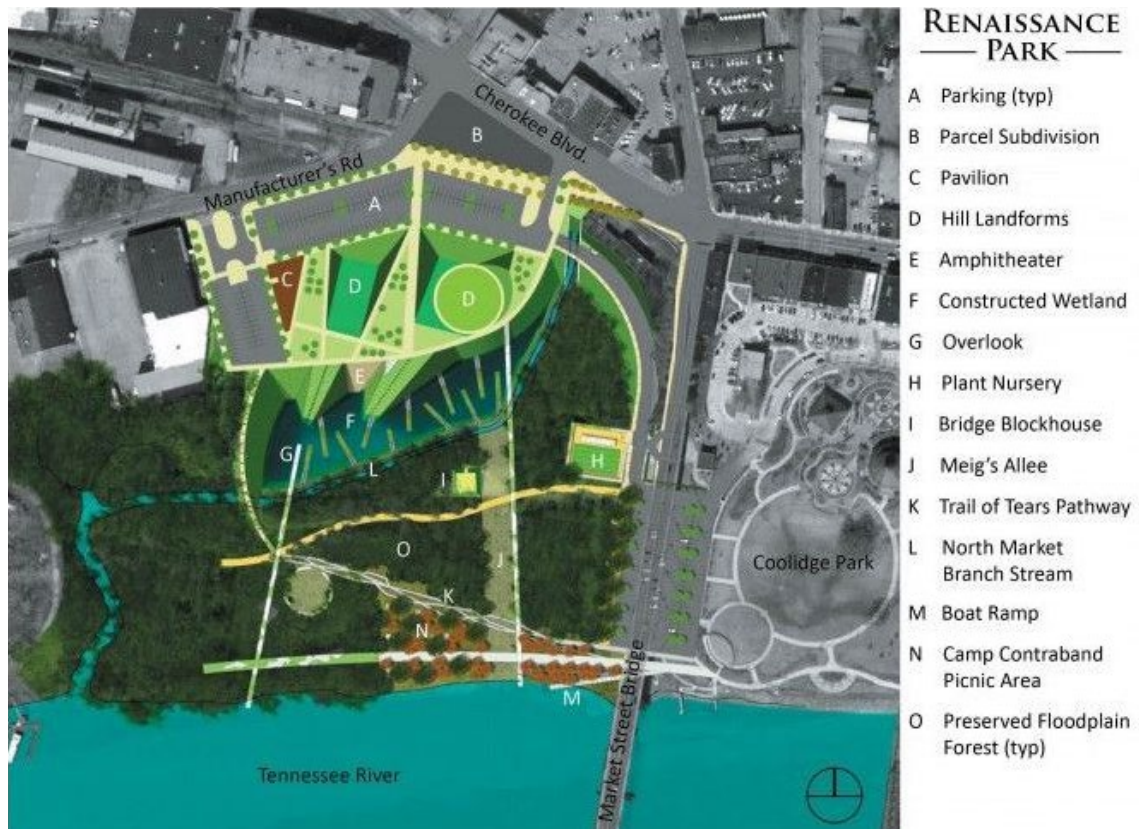 RENAISSANCE
PARK
A Parking (typ)
B Parcel Subdivision
C Pavilion
D Hill Landforms
E Amphitheater
F Constructed Wetland
G Overlook
H Plant Nursery
I Bridge Blockhouse
J Meig's Allee
K Trail of Tears Pathway
L North Market
Branch Stream
M Boat Ramp
N Camp Contraband
Picnic Area
O Preserved Floodplain
Forest (typ)
Cherokee Blvd.
B
Manufacturer's Rd
A
C
D
D
E
F
G
L
H
I
O
J
Coolidge Park
K
N
M
Market Street Bridge
Tennessee River